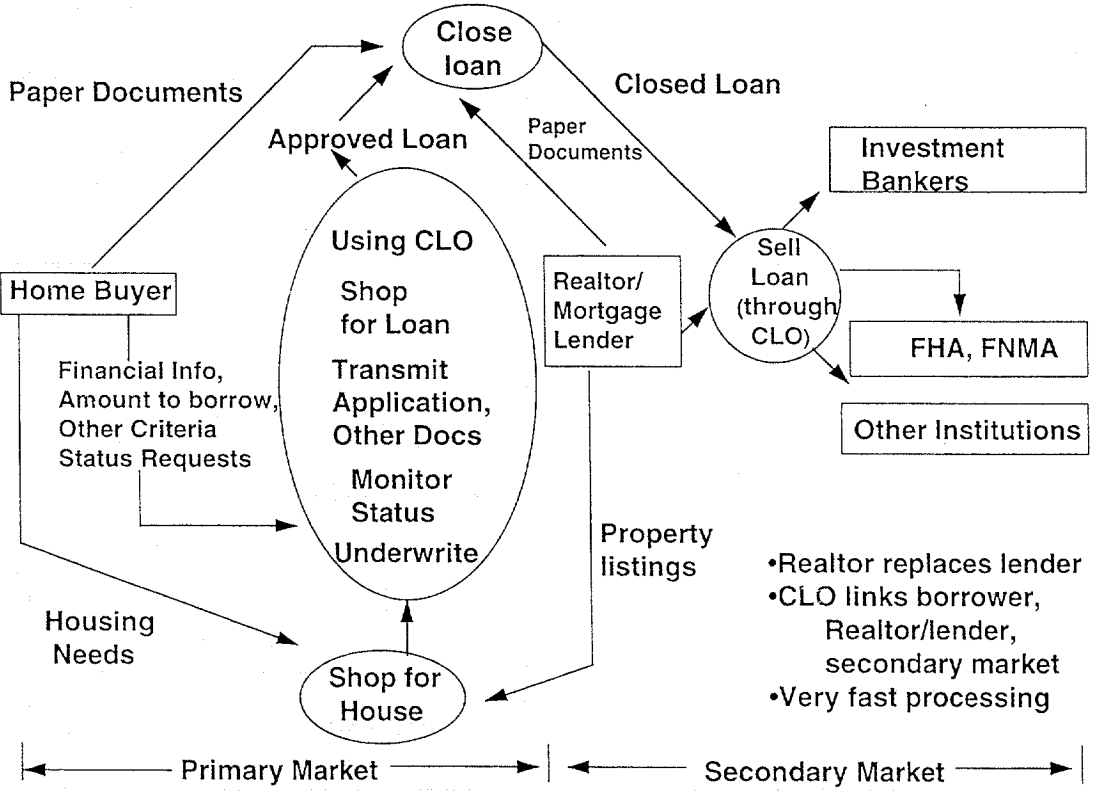 Close
loan
Paper Documents
Closed Loan
Approved Loan
Paper
Documents
Investment
Bankers
Using CLO
Shop
for Loan
Transmit
Application,
Other Docs
Monitor
Status
Underwrite
Home Buyer
Realtor/
Mortgage
Lender
Sell
Loan
(through
CLO)
FHA, FNMA
Other Institutions
Financial Info,
Amount to borrow,
Other Criteria
Status Requests
Property
listings
Housing
Needs
Shop for
House
•Realtor replaces lender
•CLO links borrower,
Realtor/lender,
secondary market
•Very fast processing
Primary Market
Secondary Market